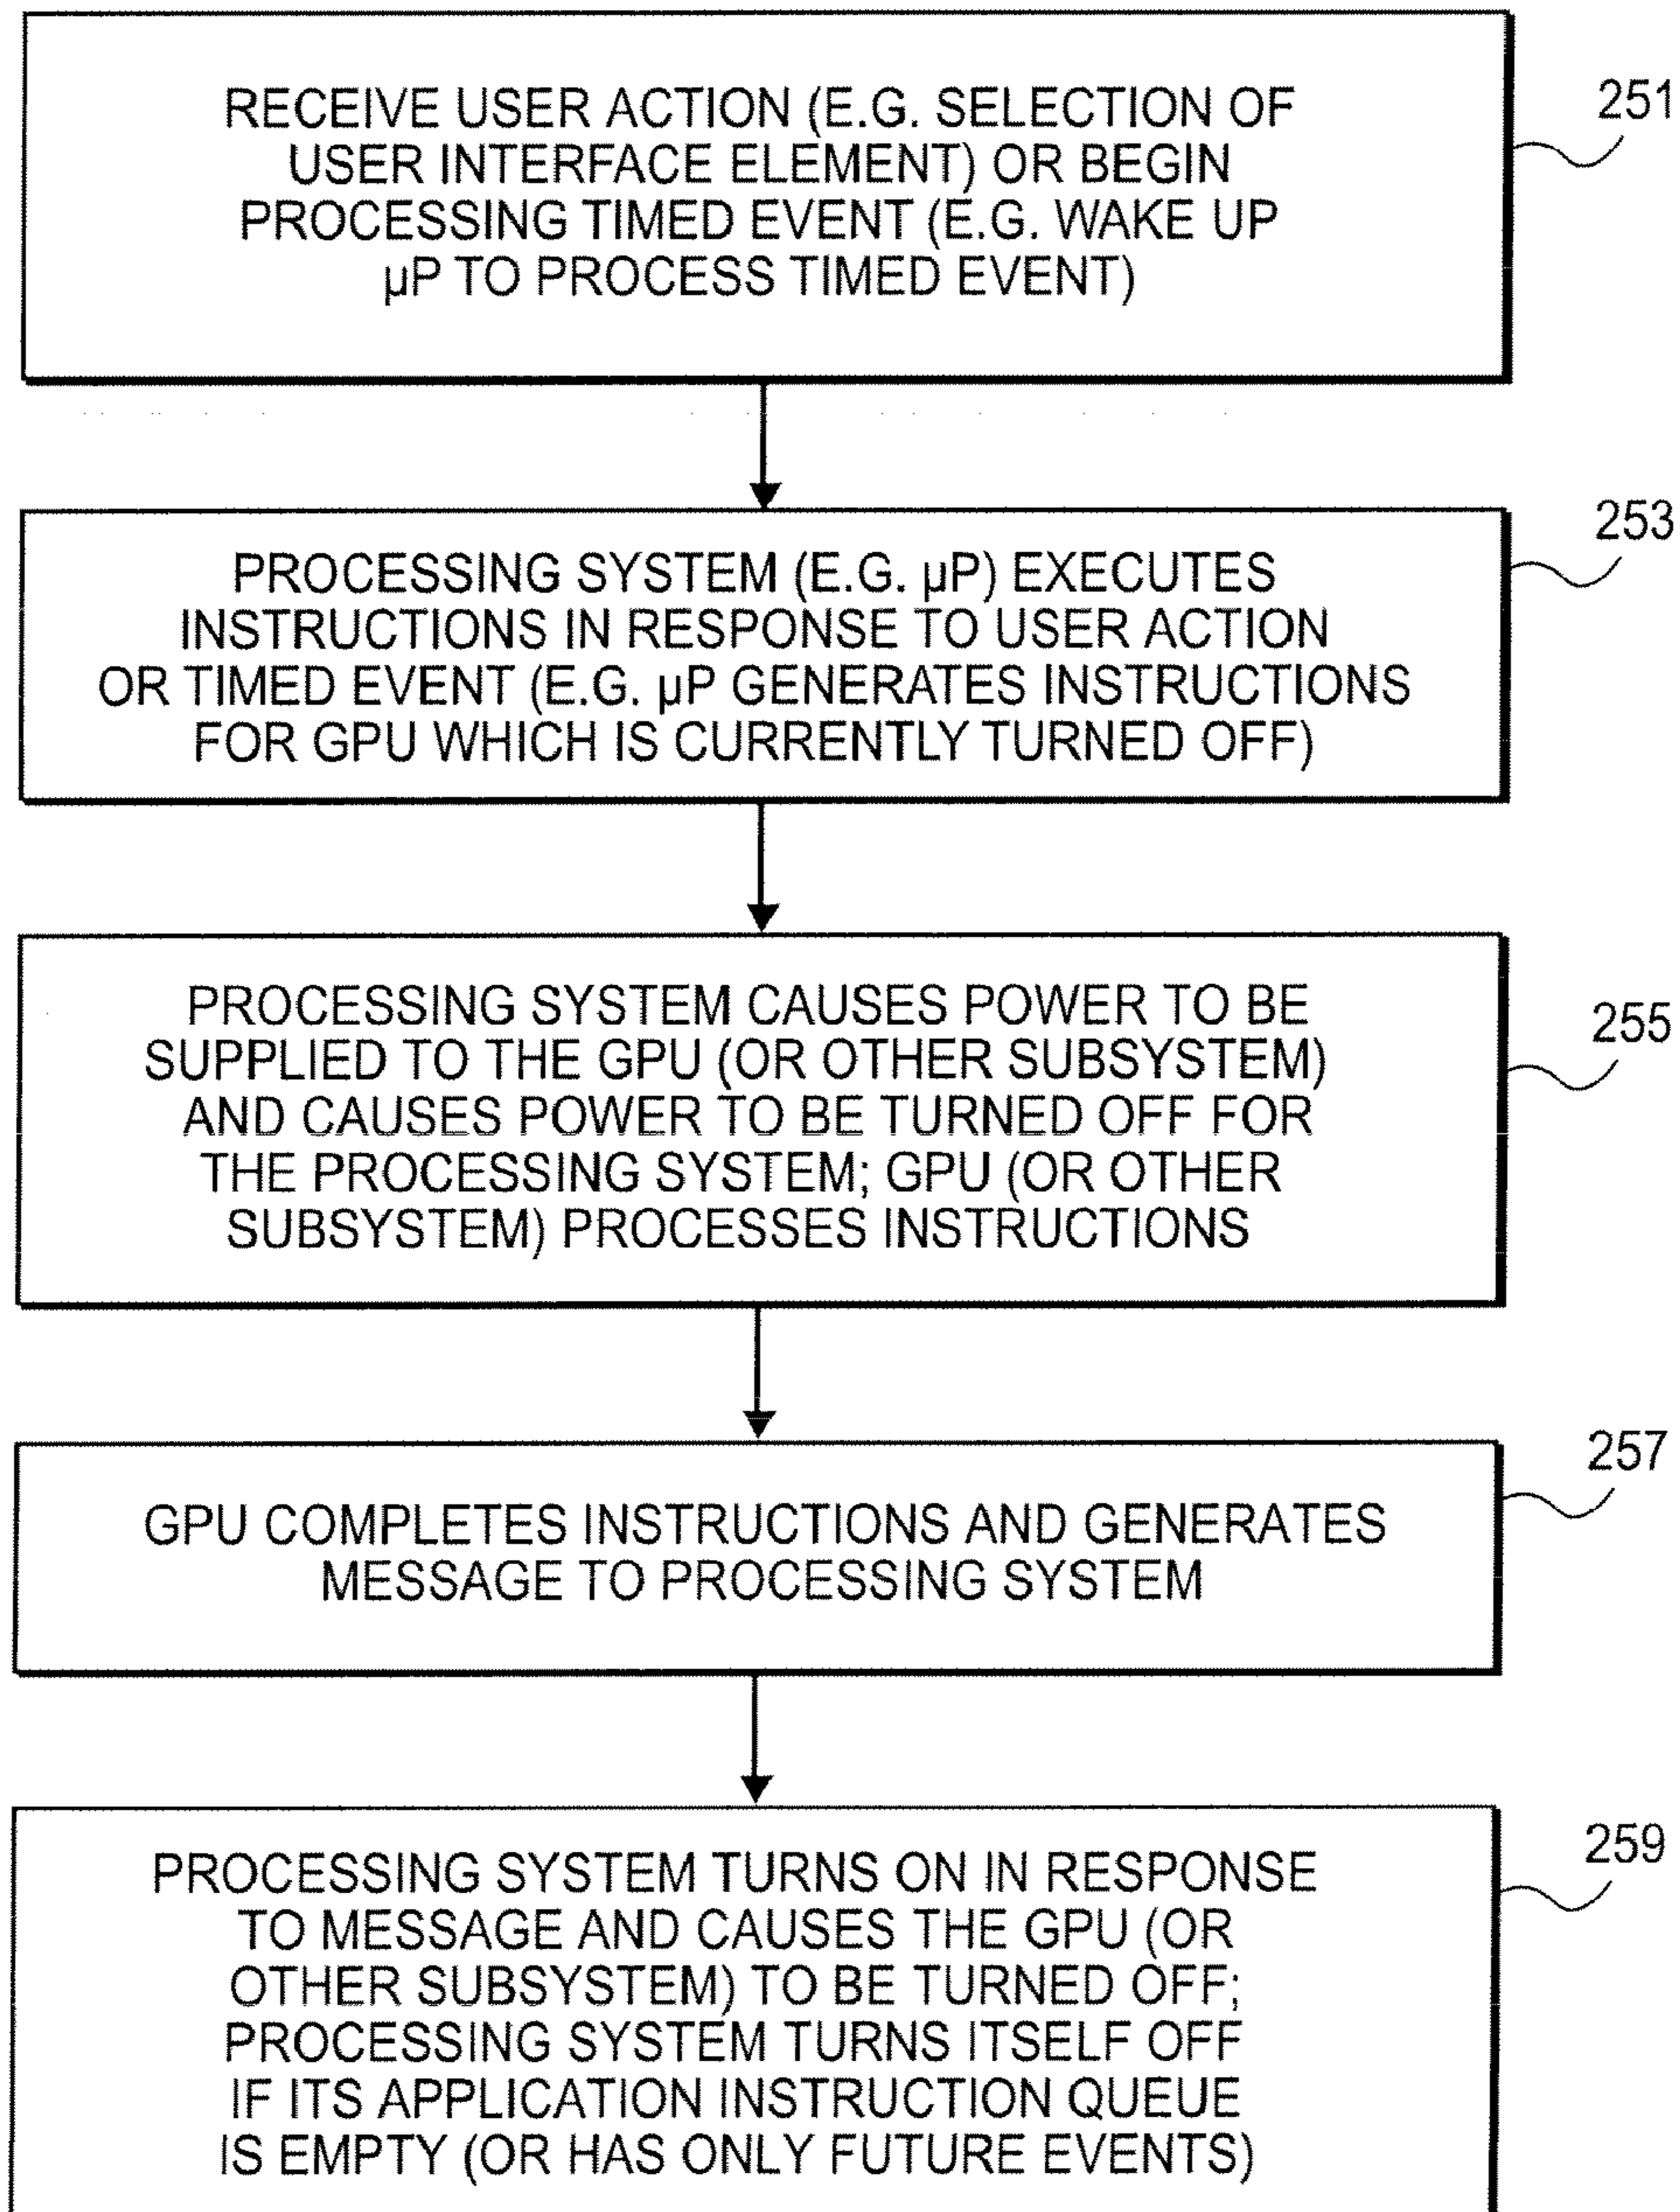 RECEIVE USER ACTION (E.G. SELECTION OF
USER INTERFACE ELEMENT) OR BEGIN
PROCESSING TIMED EVENT (E.G. WAKE UP
µP TO PROCESS TIMED EVENT)
251
PROCESSING SYSTEM (E.G. µP) EXECUTES
INSTRUCTIONS IN RESPONSE TO USER ACTION
OR TIMED EVENT (E.G. µP GENERATES INSTRUCTIONS
FOR GPU WHICH IS CURRENTLY TURNED OFF)
253
PROCESSING SYSTEM CAUSES POWER TO BE
SUPPLIED TO THE GPU (OR OTHER SUBSYSTEM)
AND CAUSES POWER TO BE TURNED OFF FOR
THE PROCESSING SYSTEM; GPU (OR OTHER
SUBSYSTEM) PROCESSES INSTRUCTIONS
255
GPU COMPLETES INSTRUCTIONS AND GENERATES
MESSAGE TO PROCESSING SYSTEM
257
PROCESSING SYSTEM TURNS ON IN RESPONSE
TO MESSAGE AND CAUSES THE GPU (OR
OTHER SUBSYSTEM) TO BE TURNED OFF;
PROCESSING SYSTEM TURNS ITSELF OFF
IF ITS APPLICATION INSTRUCTION QUEUE
IS EMPTY (OR HAS ONLY FUTURE EVENTS)
259